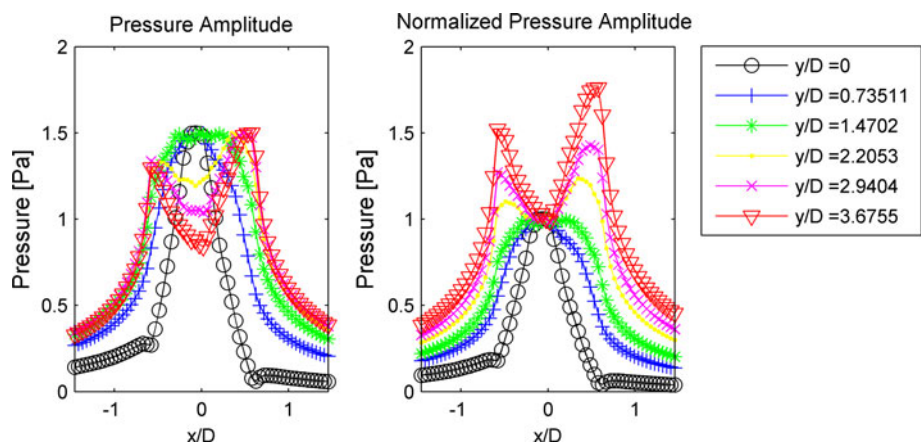 Pressure Amplitude
Pressure [Pa]
2
1.5
1
0.5
0
-1
0
1
x/D
Normalized Pressure Amplitude
Pressure [Pa]
2
1.5
1
0.5
0
-1
0
1
x/D
y/D =0
y/D =0.73511
y/D =1.4702
y/D =2.2053
y/D =2.9404
y/D =3.6755